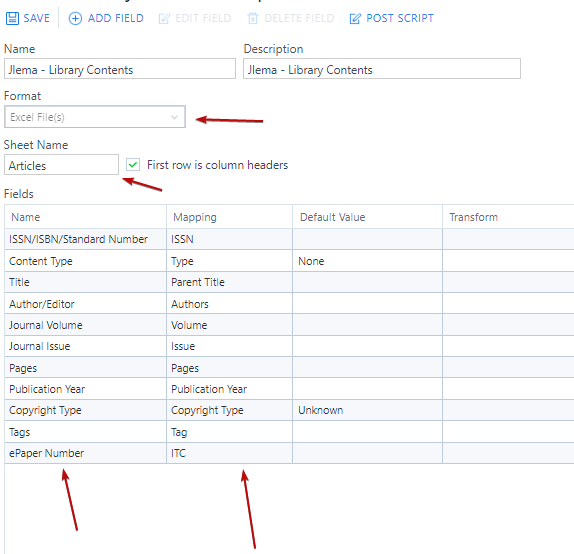 SAVE ADD FIELD EDIT FIELD DELETE FIELD POST SCRIPT
Name Description
Jlema - Library Contents Jlema - Library Contents
Format
Excel File(s)
Sheet Name
Articles First row is column headers
Fields
Name Mapping Default Value Transform
ISSN/ISBN/Standard Number ISSN
Content Type Type None
Title Parent Title
Author/Editor Authors
Journal Volume Volume
Journal Issue Issue
Pages Pages
Publication Year Publication Year
Copyright Type Copyright Type Unknown
Tags Tag
ePaper Number ITC